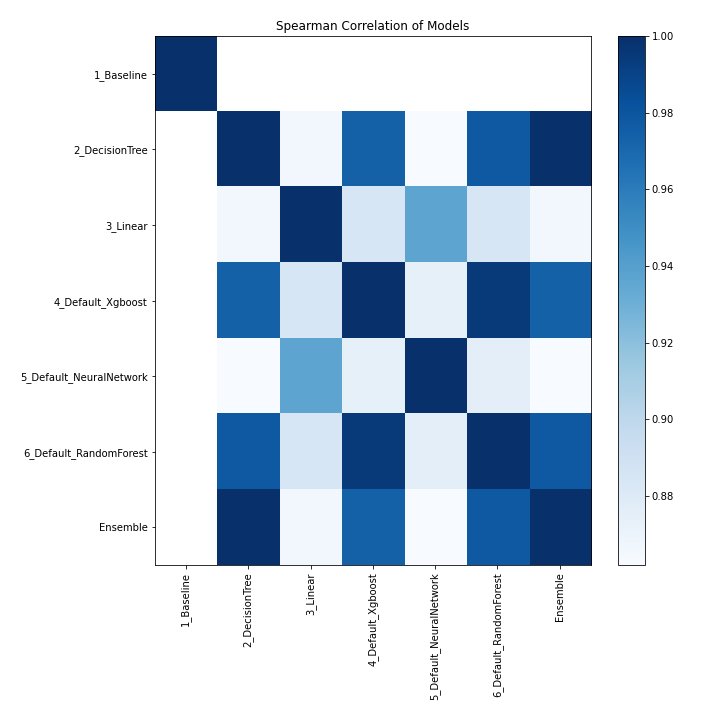 Spearman Correlation of Models
1_Baseline
2_DecisionTree
3_Linear
4_Default_Xgboost
5_Default_NeuralNetwork
6_Default_RandomForest
Ensemble
1_Baseline
2_DecisionTree
3_Linear
4_Default_Xgboost
5_Default_NeuralNetwork
6_Default_RandomForest
Ensemble
1.00
0.98
0.96
0.94
0.92
0.90
0.88